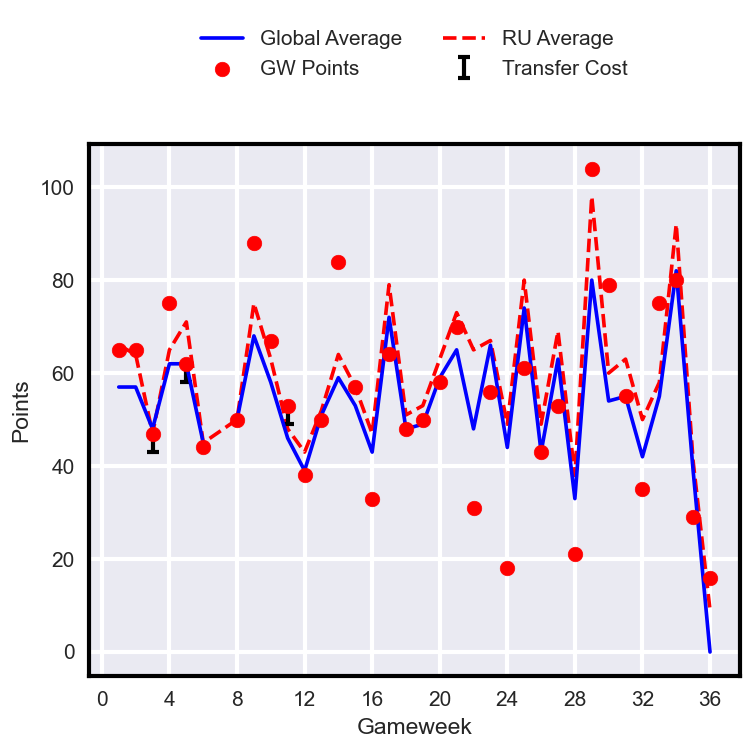 Global Average
RU Average
GW Points
Transfer Cost
100
80
60
40
20
0
Points
0 4 8 12 16 20 24 28 32 36
Gameweek